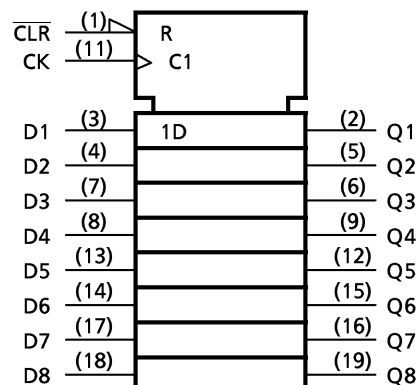 C̅L̅R̅ (1) R
CK (11) C1
D1 (3) 1D (2) Q1
D2 (4) (5) Q2
D3 (7) (6) Q3
D4 (8) (9) Q4
D5 (13) (12) Q5
D6 (14) (15) Q6
D7 (17) (16) Q7
D8 (18) (19) Q8